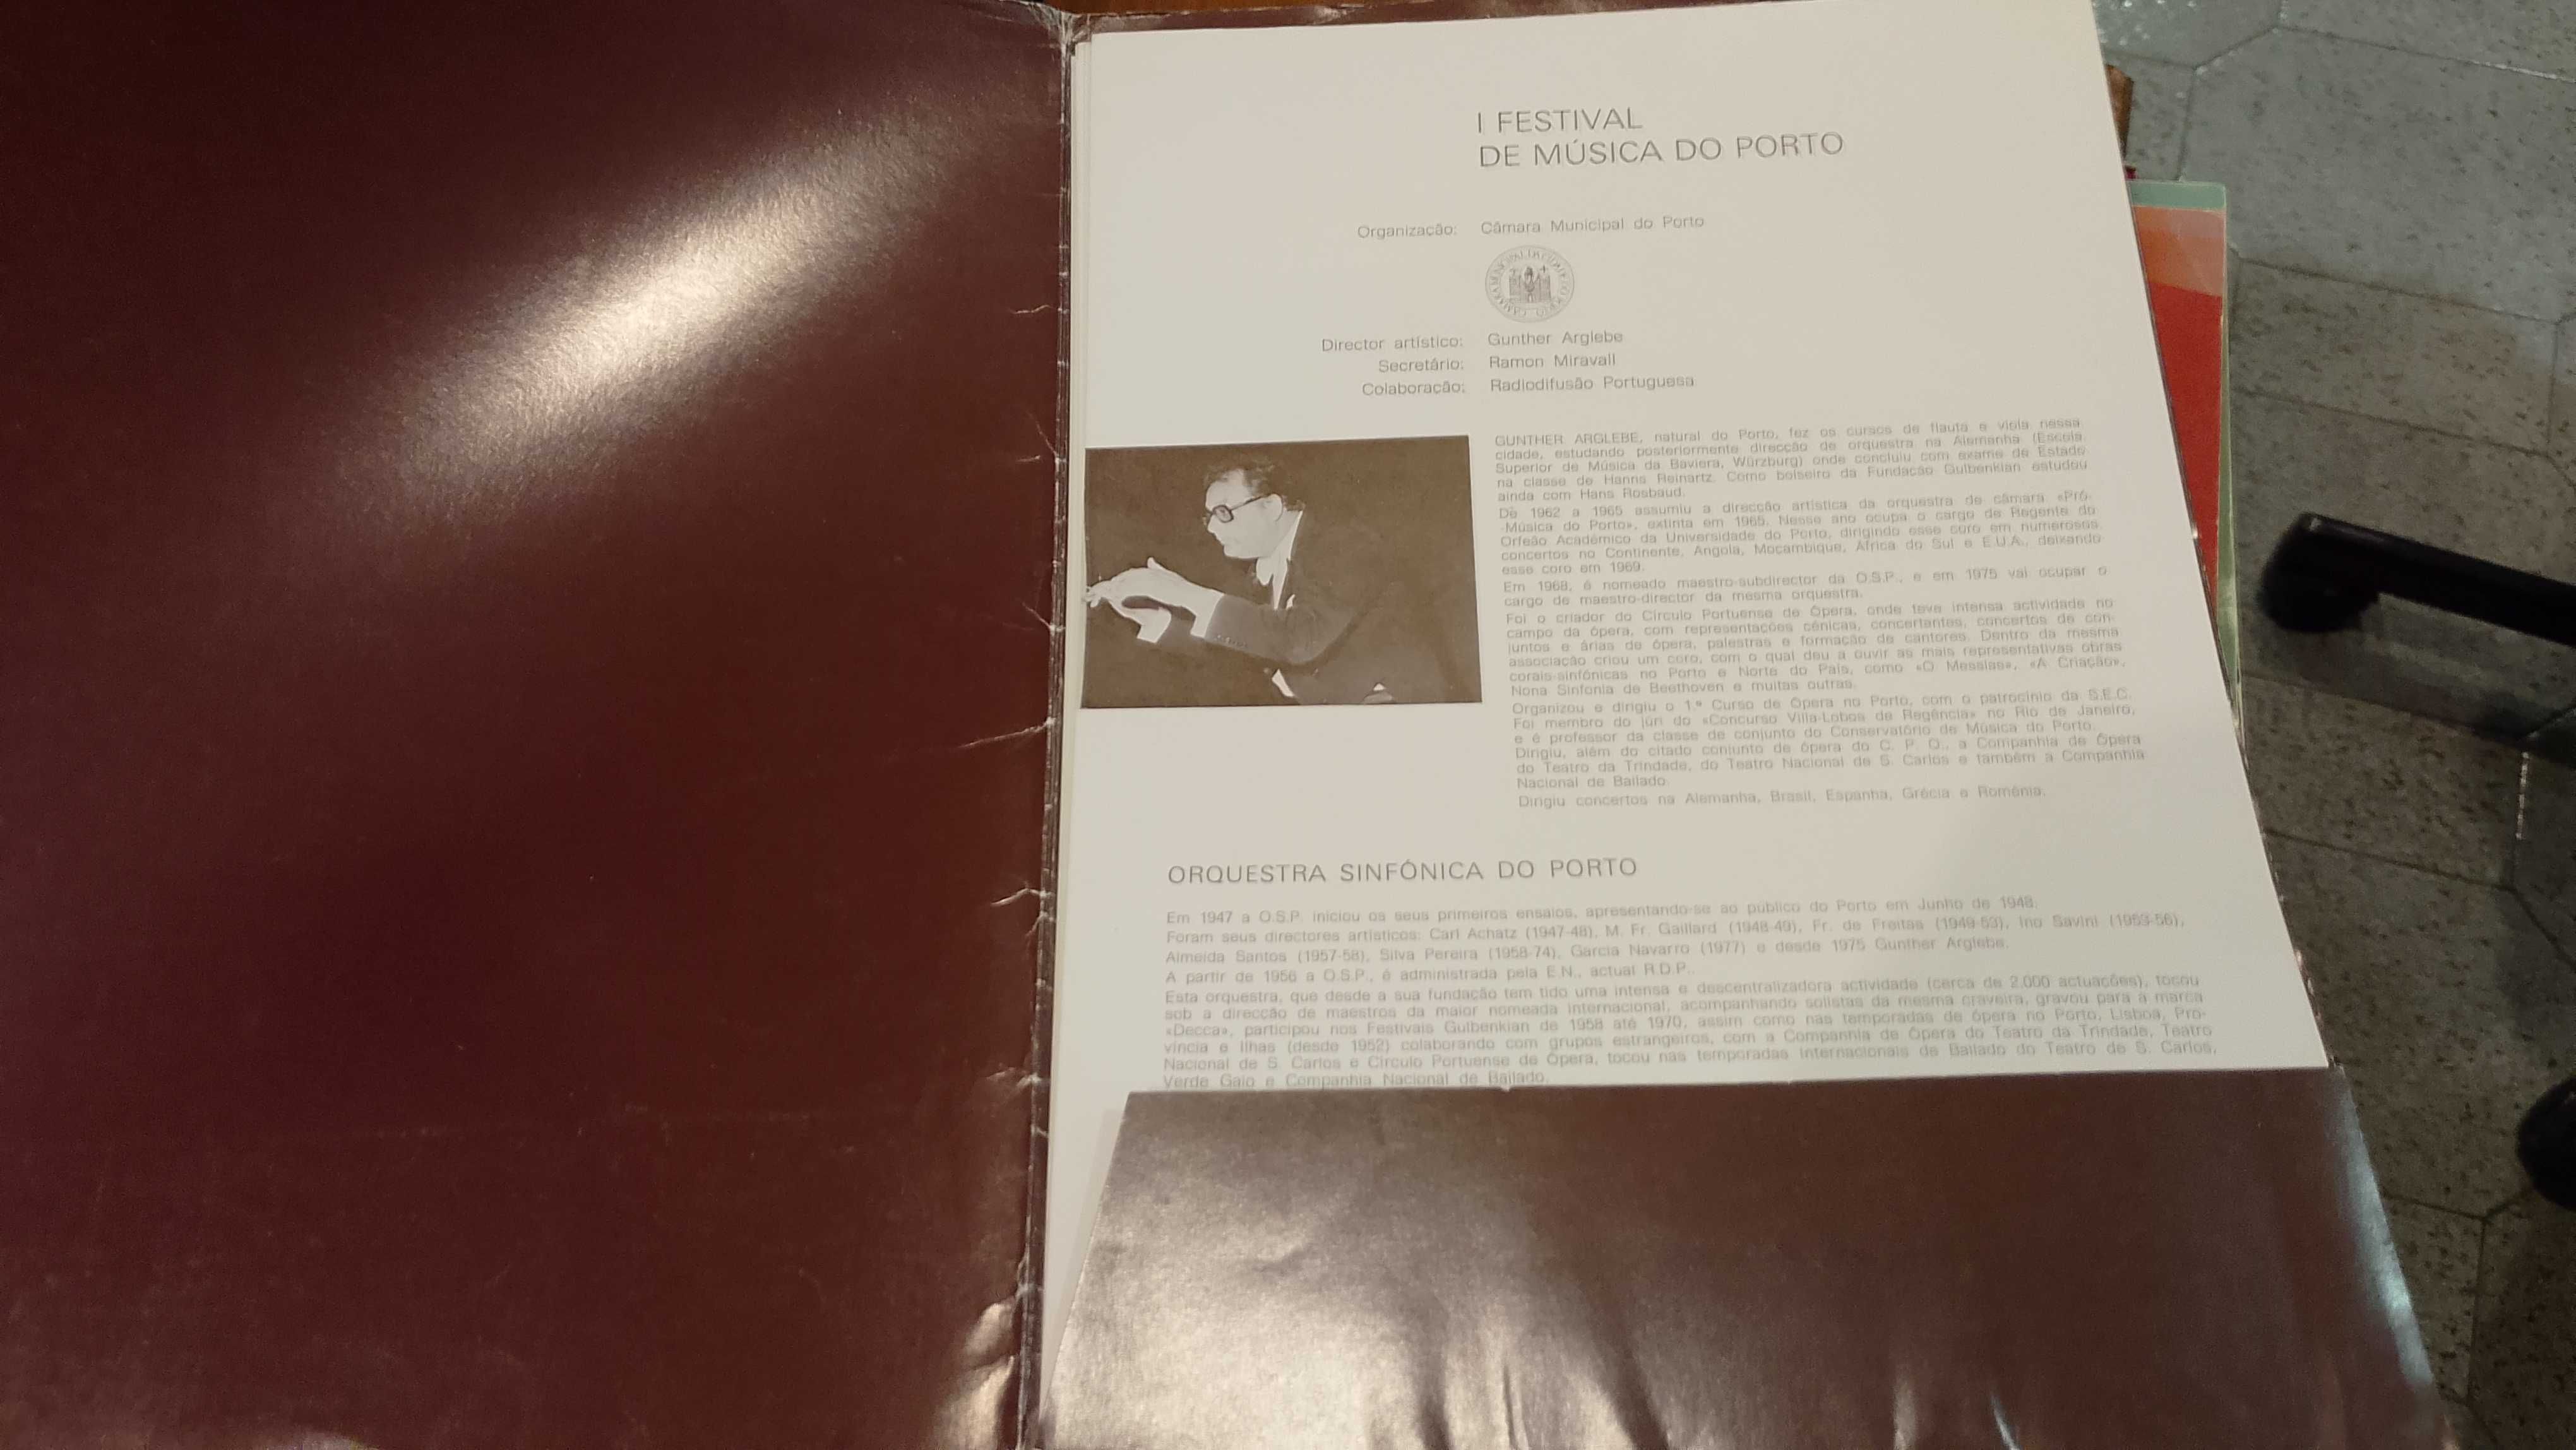 I FESTIVAL
DE MÚSICA DO PORTO
Organização: Câmara Municipal do Porto
Director artístico: Gunther Arglebe
Secretário: Ramon Miravall
Colaboração: Radiodifusão Portuguesa
GUNTHER ARGLEBE, natural do Porto, fez os cursos de flauta e viola nessa
cidade, estudando posteriormente direcção de orquestra na Alemanha (Escola
Superior de Música da Baviera, Würzburg) onde concluiu com exame de Estado
na classe de Hanns Reinartz. Como bolseiro da Fundação Gulbenkian estudou
ainda com Hans Rosbaud.
De 1962 a 1965 assumiu a direcção artística da orquestra de câmara «Pró-
-Música do Porto», extinta em 1965. Nesse ano ocupa o cargo de Regente do
Orfeão Académico da Universidade do Porto, dirigindo esse coro em numerosos
concertos no Continente, Angola, Moçambique, África do Sul e E.U.A., deixando
esse coro em 1969.
Em 1968, é nomeado maestro-subdirector da O.S.P., e em 1975 vai ocupar o
cargo de maestro-director da mesma orquestra.
Foi o criador do Círculo Portuense de Ópera, onde teve intensa actividade no
campo da ópera, com representações cénicas, concertantes, concertos de con-
juntos e árias de ópera, palestras e formação de cantores. Dentro da mesma
associação criou um coro, com o qual deu a ouvir as mais representativas obras
corais-sinfónicas no Porto e Norte do País, como «O Messias», «A Criação»,
Nona Sinfonia de Beethoven e muitas outras.
Organizou e dirigiu o 1.º Curso de Ópera no Porto, com o patrocínio da S.E.C.
Foi membro do júri do «Concurso Villa-Lobos de Regência» no Rio de Janeiro,
e é professor da classe de conjunto do Conservatório de Música do Porto.
Dirigiu, além do citado conjunto de ópera do C. P. O., a Companhia de Ópera
do Teatro da Trindade, do Teatro Nacional de S. Carlos e também a Companhia
Nacional de Bailado.
Dirigiu concertos na Alemanha, Brasil, Espanha, Grécia e Roménia.
ORQUESTRA SINFÓNICA DO PORTO
Em 1947 a O.S.P. iniciou os seus primeiros ensaios, apresentando-se ao público do Porto em Junho de 1948.
Foram seus directores artísticos: Carl Achatz (1947-48), M. Fr. Gaillard (1948-49), Fr. de Freitas (1949-53), Ino Savini (1953-56),
Almeida Santos (1957-58), Silva Pereira (1958-74), Garcia Navarro (1977) e desde 1975 Gunther Arglebe.
A partir de 1956 a O.S.P., é administrada pela E.N., actual R.D.P..
Esta orquestra, que desde a sua fundação tem tido uma intensa e descentralizadora actividade (cerca de 2.000 actuações), tocou
sob a direcção de maestros da maior nomeada internacional, acompanhando solistas da mesma craveira, gravou para a marca
«Decca», participou nos Festivais Gulbenkian de 1958 até 1970, assim como nas temporadas de ópera no Porto, Lisboa, Pro-
víncia e Ilhas (desde 1952) colaborando com grupos estrangeiros, com a Companhia de Ópera do Teatro da Trindade, Teatro
Nacional de S. Carlos e Círculo Portuense de Ópera, tocou nas temporadas Internacionais de Bailado do Teatro de S. Carlos,
Verde Gaio e Companhia Nacional de Bailado.